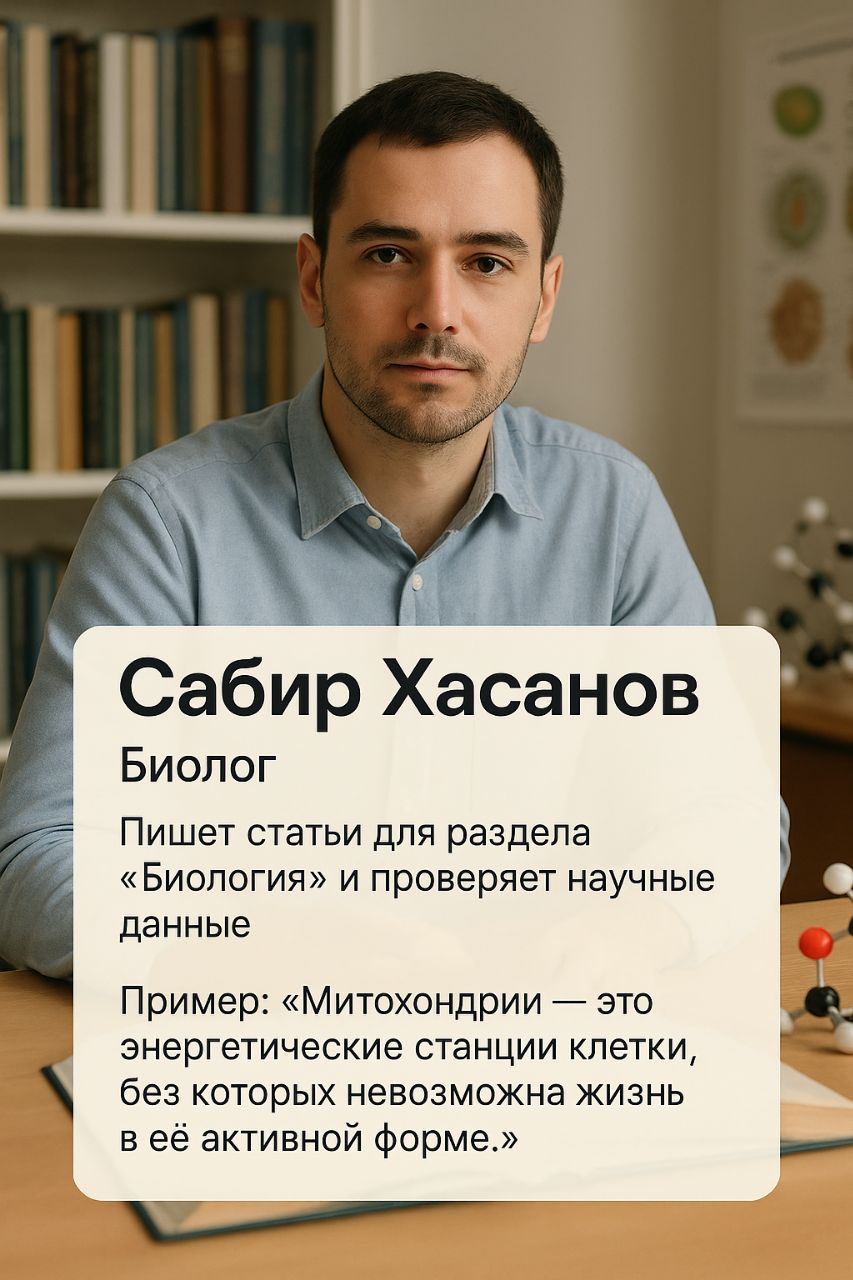 Сабир Хасанов
Биолог
Пишет статьи для раздела
«Биология» и проверяет научные
данные
Пример: «Митохондрии — это
энергетические станции клетки,
без которых невозможна жизнь
в её активной форме.»